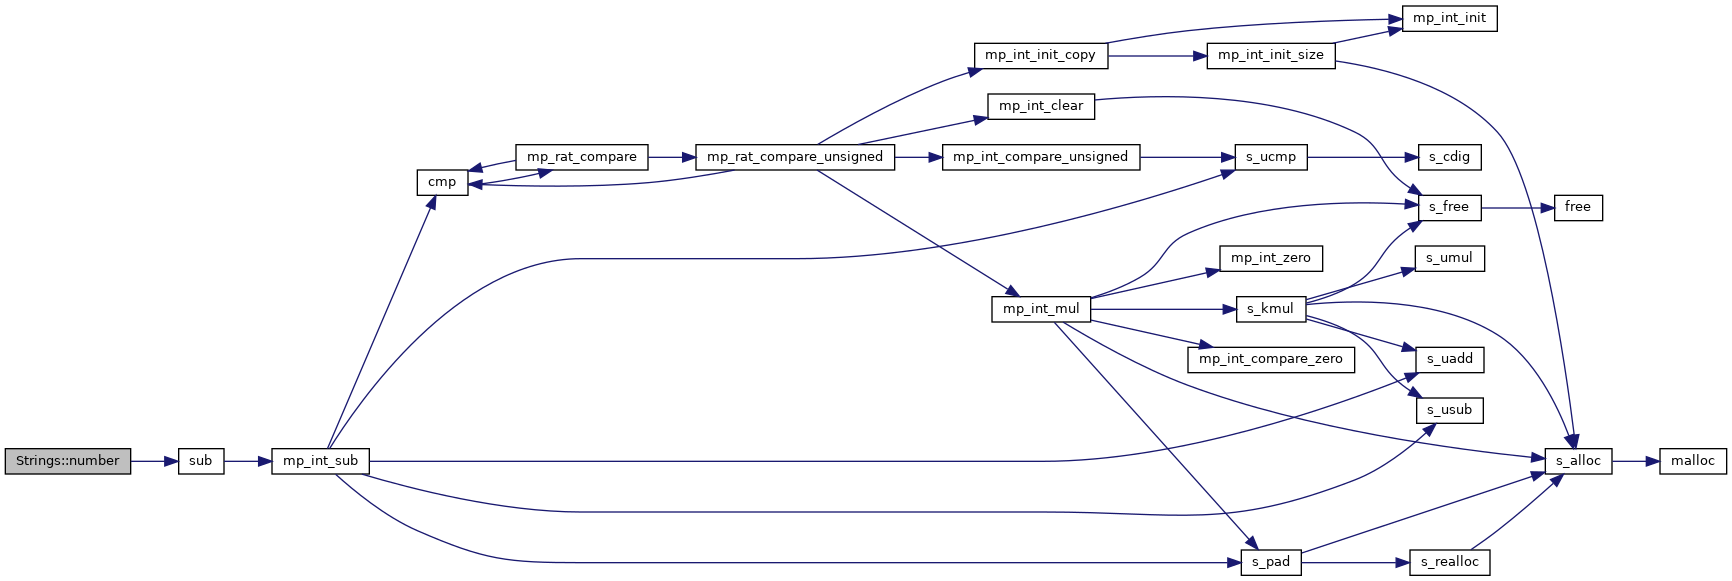 mp_int_init
mp_int_init_copy
mp_int_init_size
mp_int_clear
mp_rat_compare
mp_rat_compare_unsigned
mp_int_compare_unsigned
s_ucmp
s_cdig
cmp
s_free
free
mp_int_zero
s_umul
mp_int_mul
s_kmul
mp_int_compare_zero
s_uadd
s_usub
Strings::number
sub
mp_int_sub
s_alloc
malloc
s_pad
s_realloc